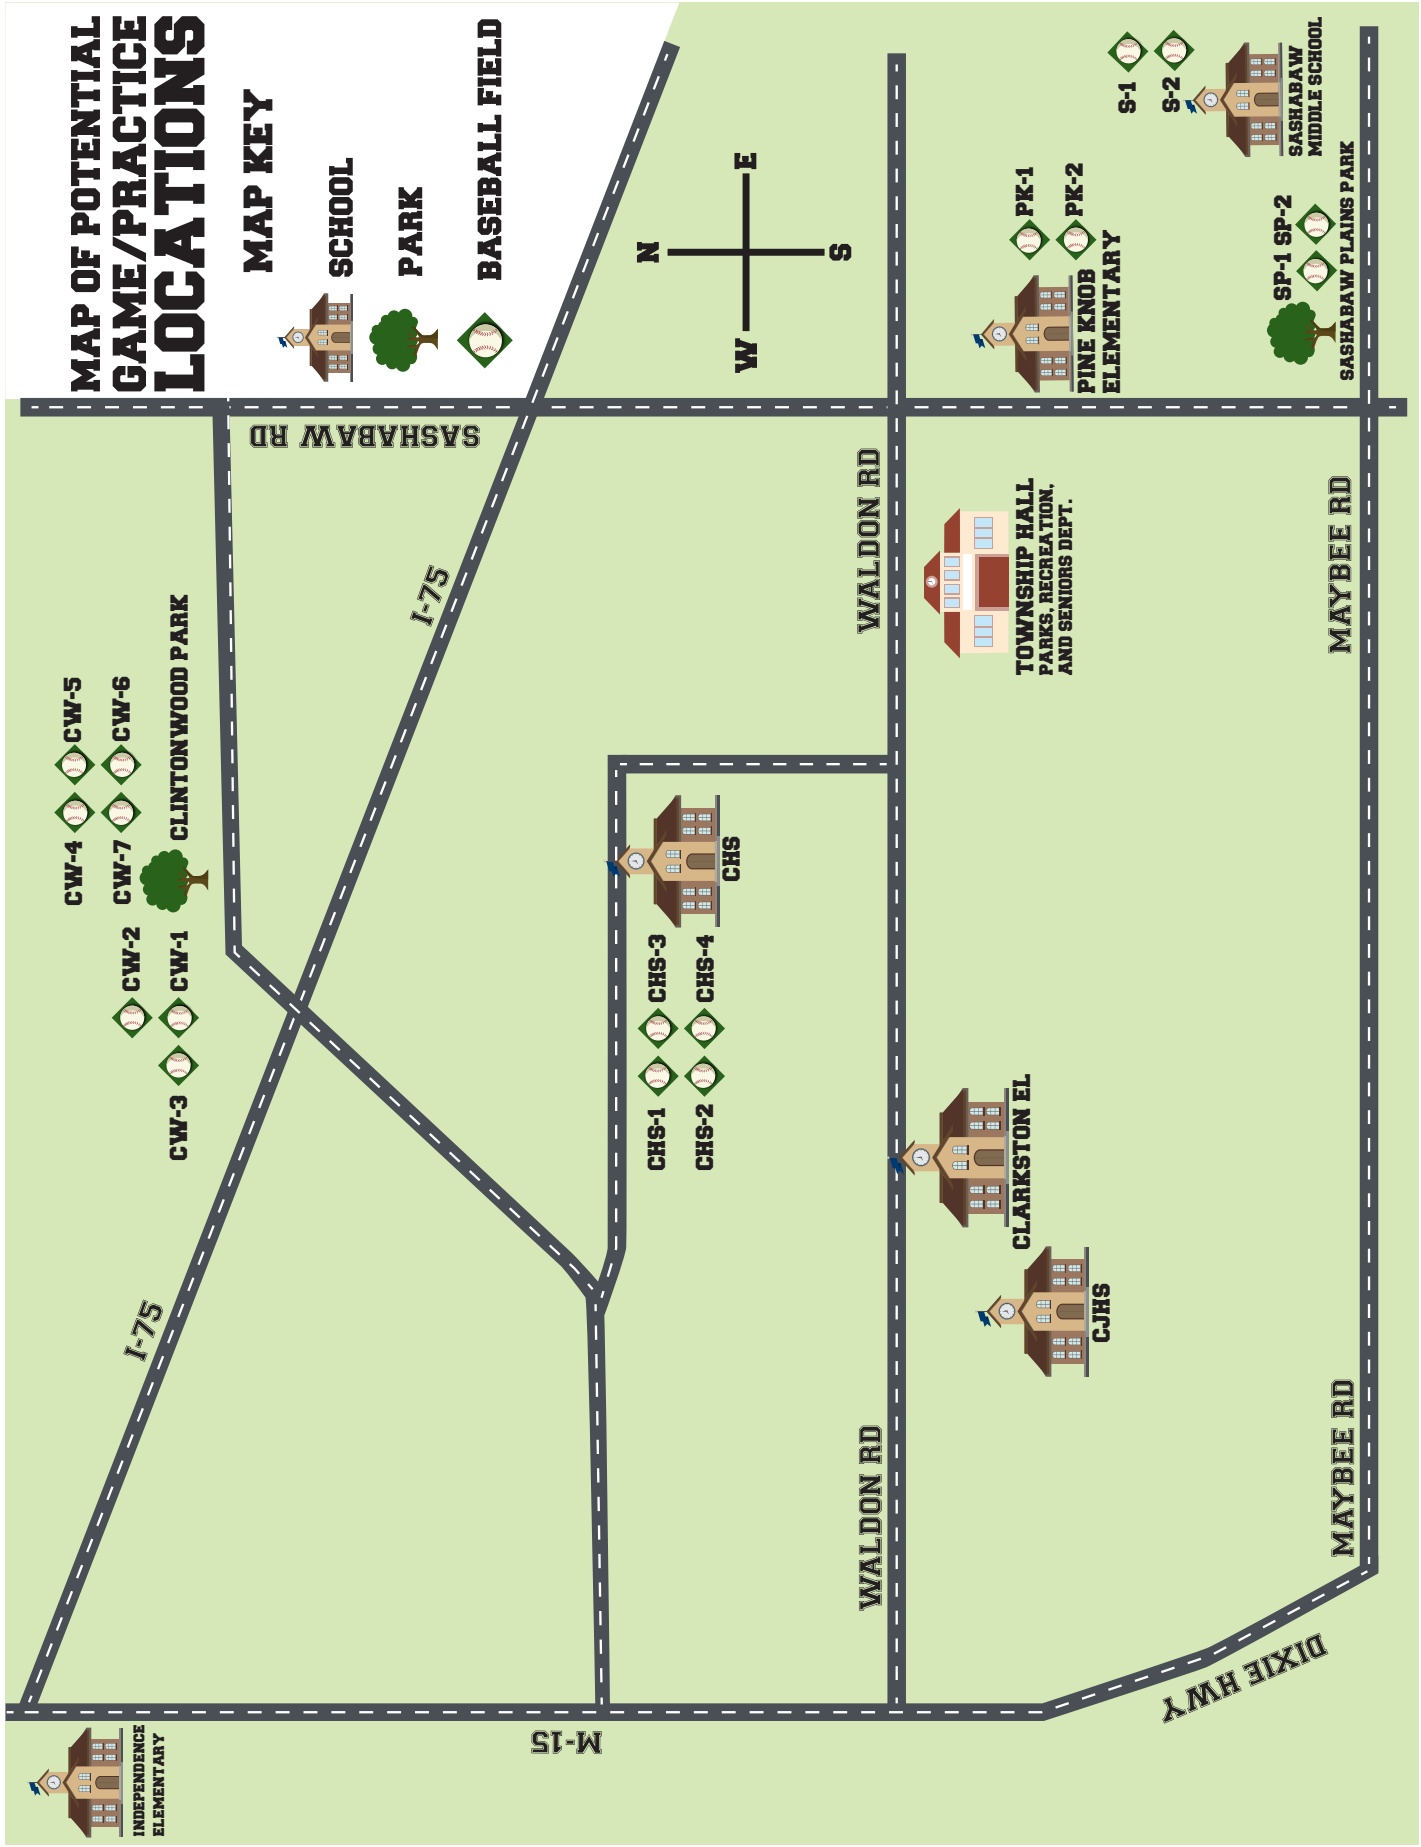 MAP OF POTENTIAL
GAME/PRACTICE
LOCATIONS
MAP KEY
SCHOOL
PARK
BASEBALL FIELD
N
W
E
S
SASHABAW RD
I-75
I-75
CW-4
CW-5
CW-7
CW-6
CLINTONWOOD PARK
CW-2
CW-3
CW-1
CHS-1
CHS-3
CHS-2
CHS-4
CHS
WALDON RD
WALDON RD
TOWNSHIP HALL
PARKS, RECREATION,
AND SENIORS DEPT.
PK-1
PK-2
PINE KNOB
ELEMENTARY
S-1
S-2
SASHABAW
MIDDLE SCHOOL
SP-1 SP-2
SASHABAW PLAINS PARK
CLARKSTON EL
CJHS
MAYBEE RD
MAYBEE RD
DIXIE HWY
M-15
INDEPENDENCE
ELEMENTARY